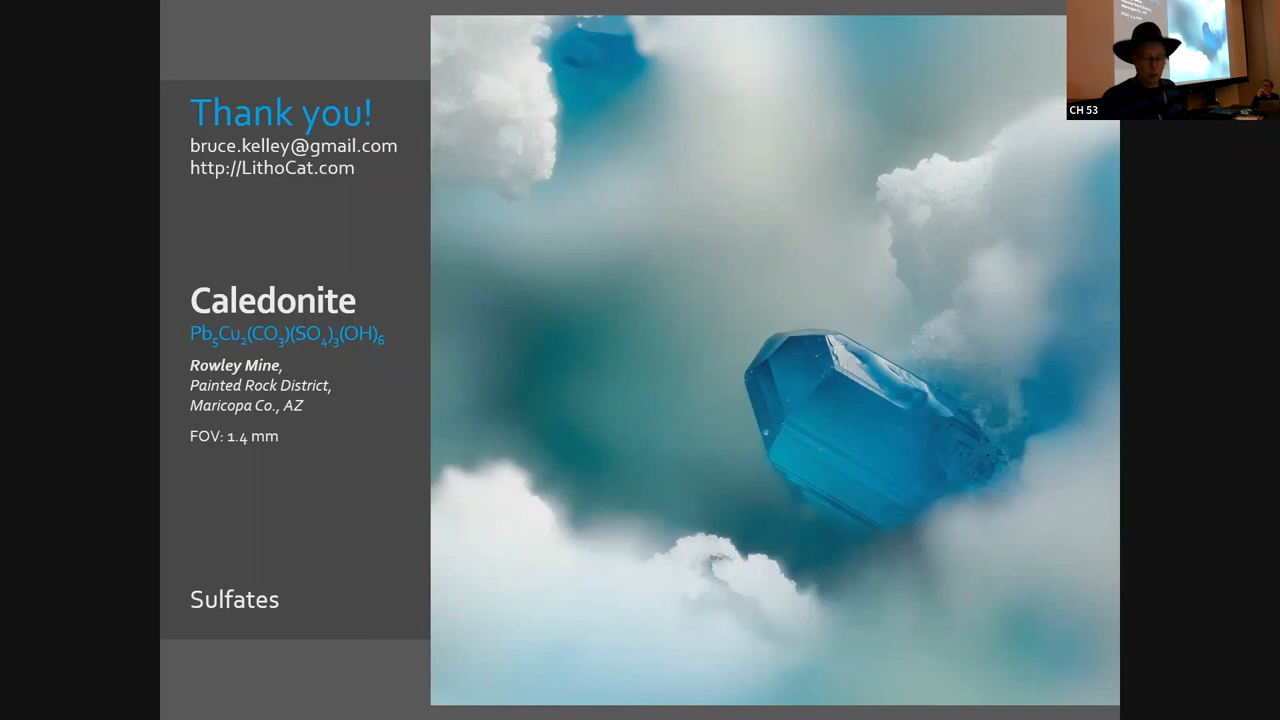 Thank you!
bruce.kelley@gmail.com
http://LithoCat.com
Caledonite
Pb₅Cu₂(CO₃)(SO₄)₃(OH)₆
Rowley Mine,
Painted Rock District,
Maricopa Co., AZ
FOV: 1.4 mm
Sulfates
CH 53